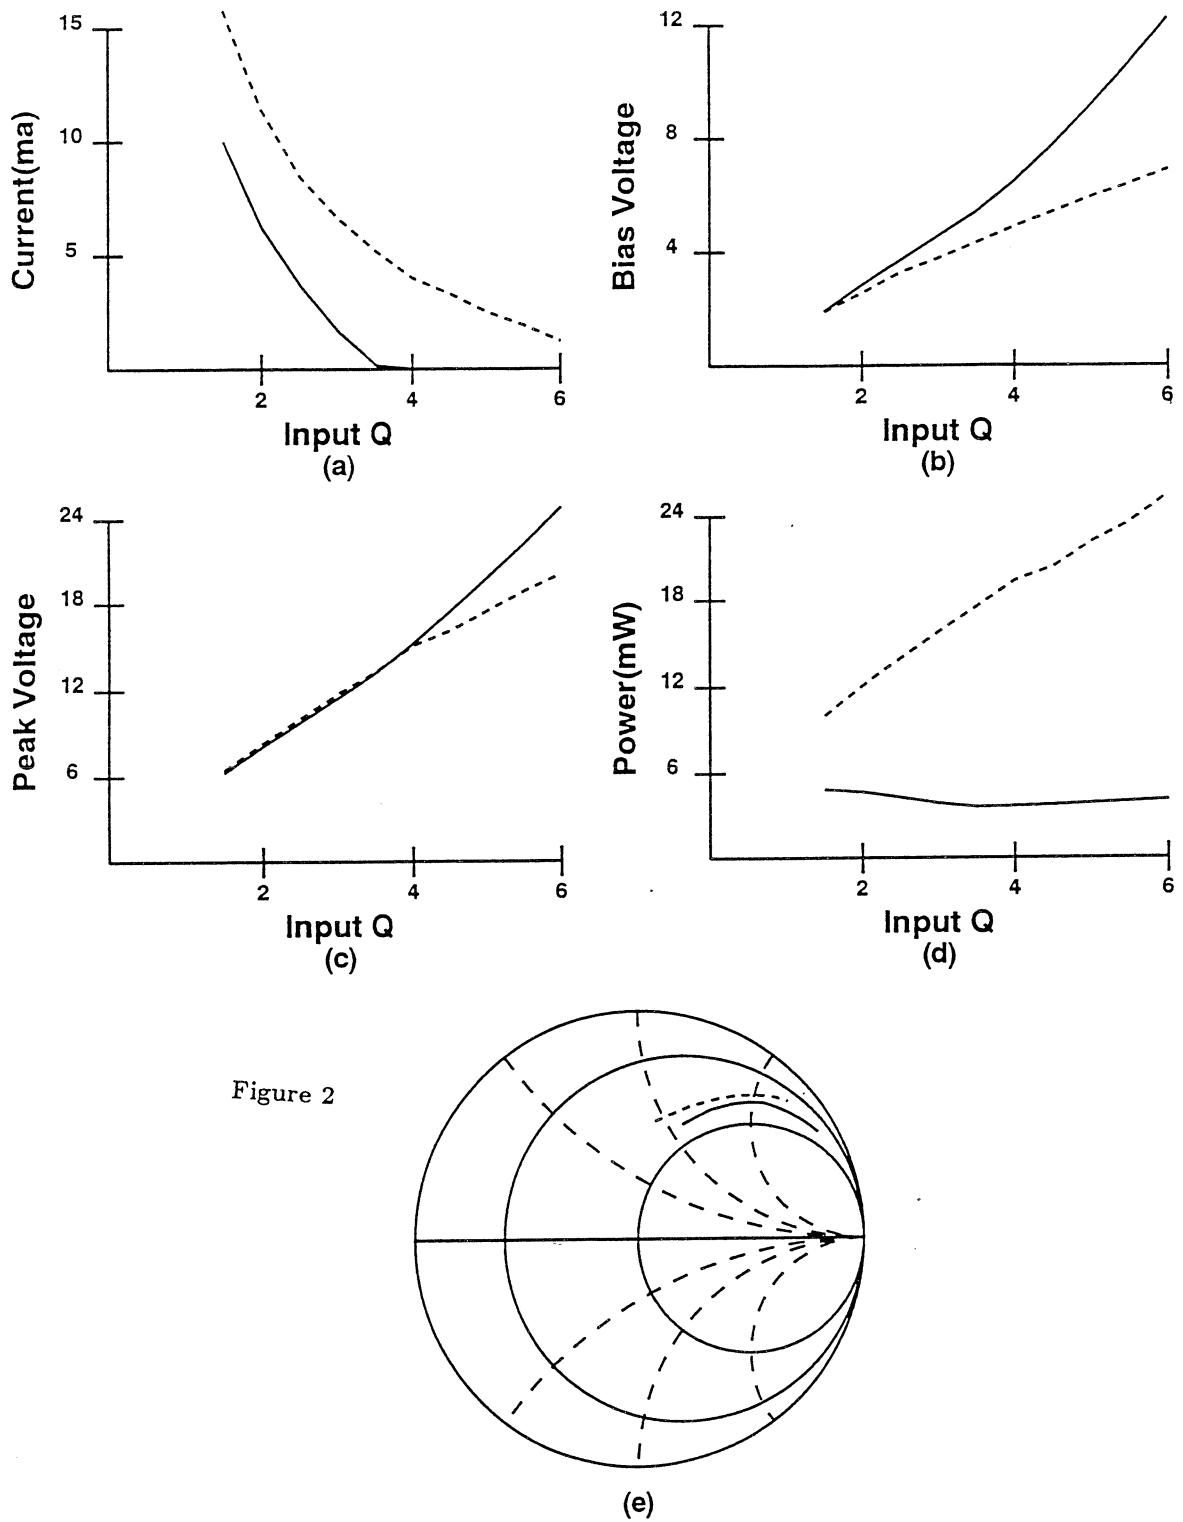 15
10
5
Current(ma)
2
4
6
Input Q
(a)
12
8
4
Bias Voltage
2
4
6
Input Q
(b)
24
18
12
6
Peak Voltage
2
4
6
Input Q
(c)
24
18
12
6
Power(mW)
2
4
6
Input Q
(d)
Figure 2
(e)